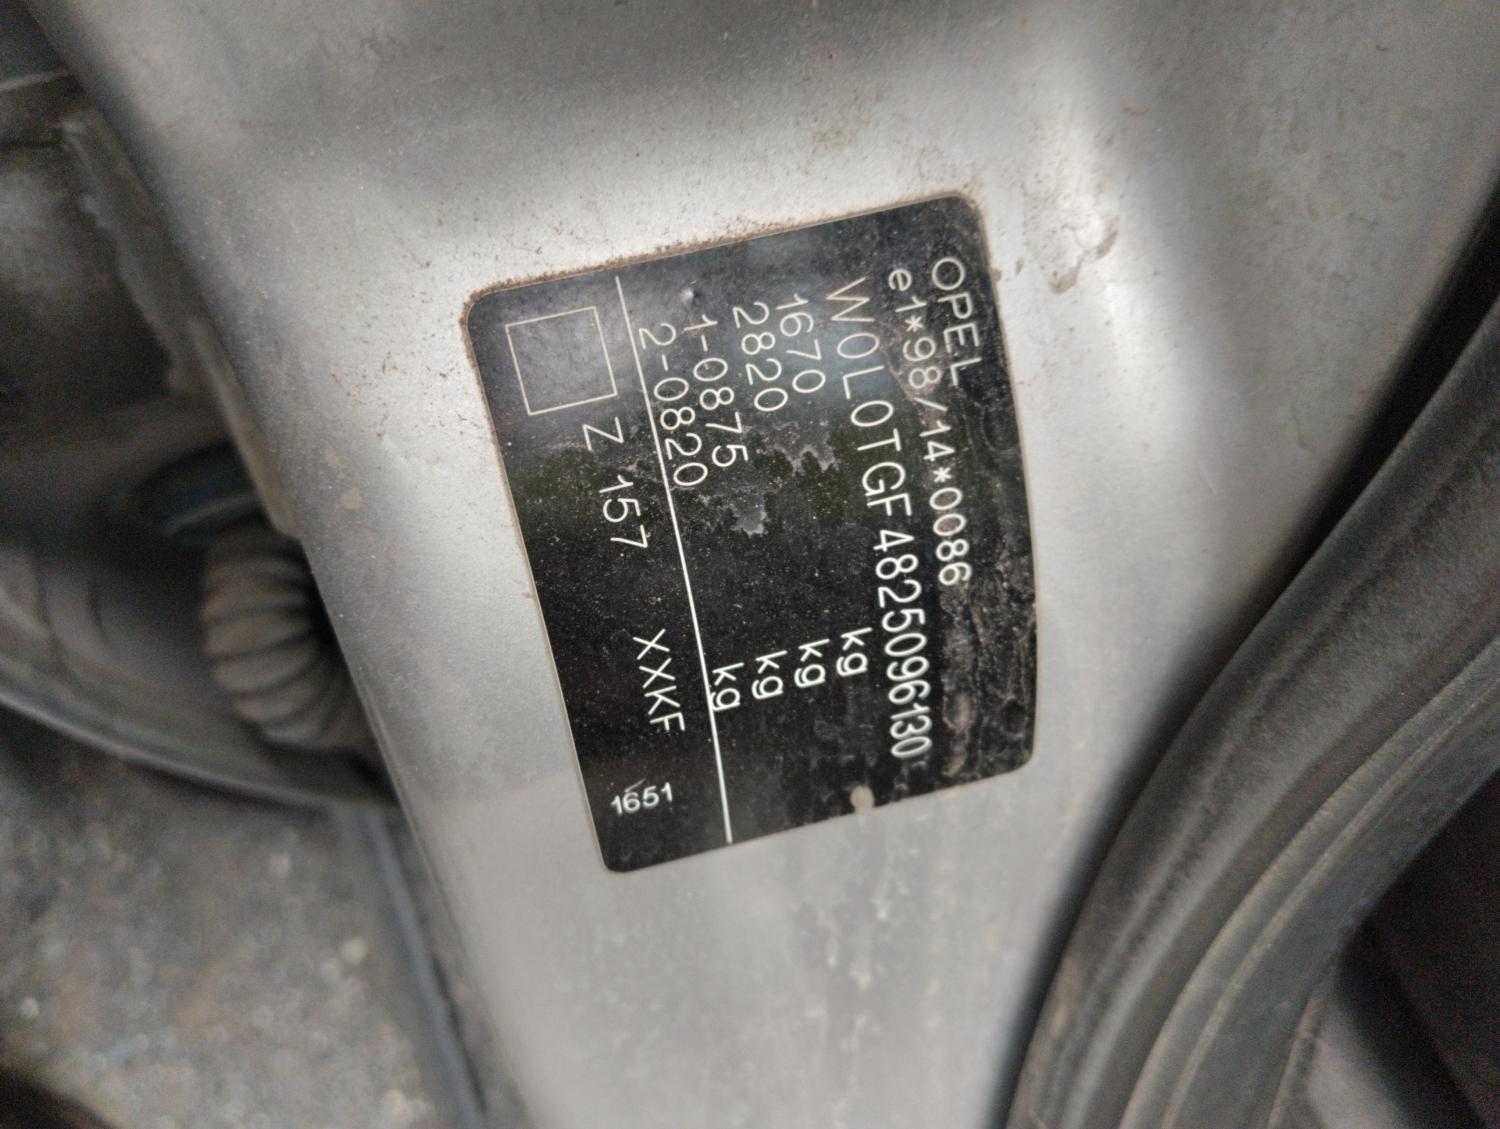 OPEL
e1*98/14*0086
W0L0TGF4825096130
1670 kg
2820 kg
1-0875 kg
2-0820 kg
Z 157 XXKF 1651